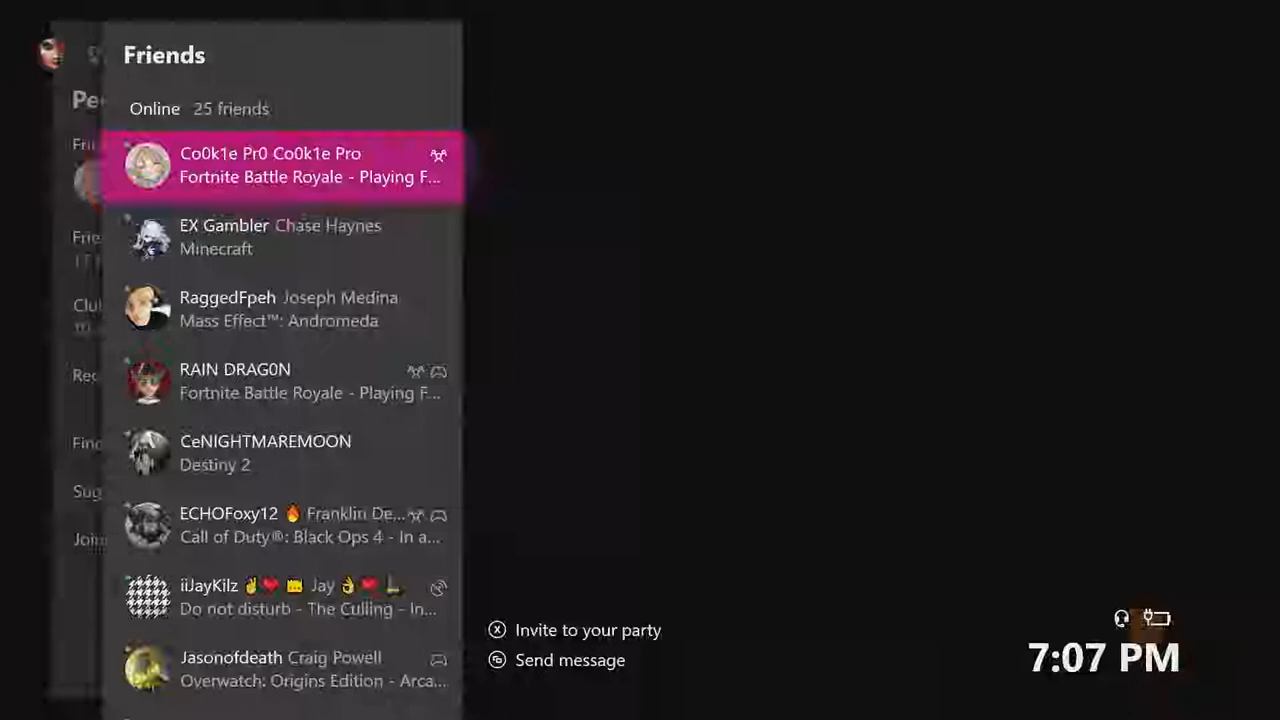 Friends
Online 25 friends
Co0k1e Pr0 Co0k1e Pro
Fortnite Battle Royale - Playing F...
EX Gambler Chase Haynes
Minecraft
RaggedFpeh Joseph Medina
Mass Effect™: Andromeda
RAIN DRAG0N
Fortnite Battle Royale - Playing F...
CeNIGHTMAREMOON
Destiny 2
ECHOFoxy12 🔥 Franklin De...
Call of Duty®: Black Ops 4 - In a...
iiJayKilz Jay
Do not disturb - The Culling - In...
Jasonofdeath Craig Powell
Overwatch: Origins Edition - Arca...
Invite to your party
Send message
7:07 PM